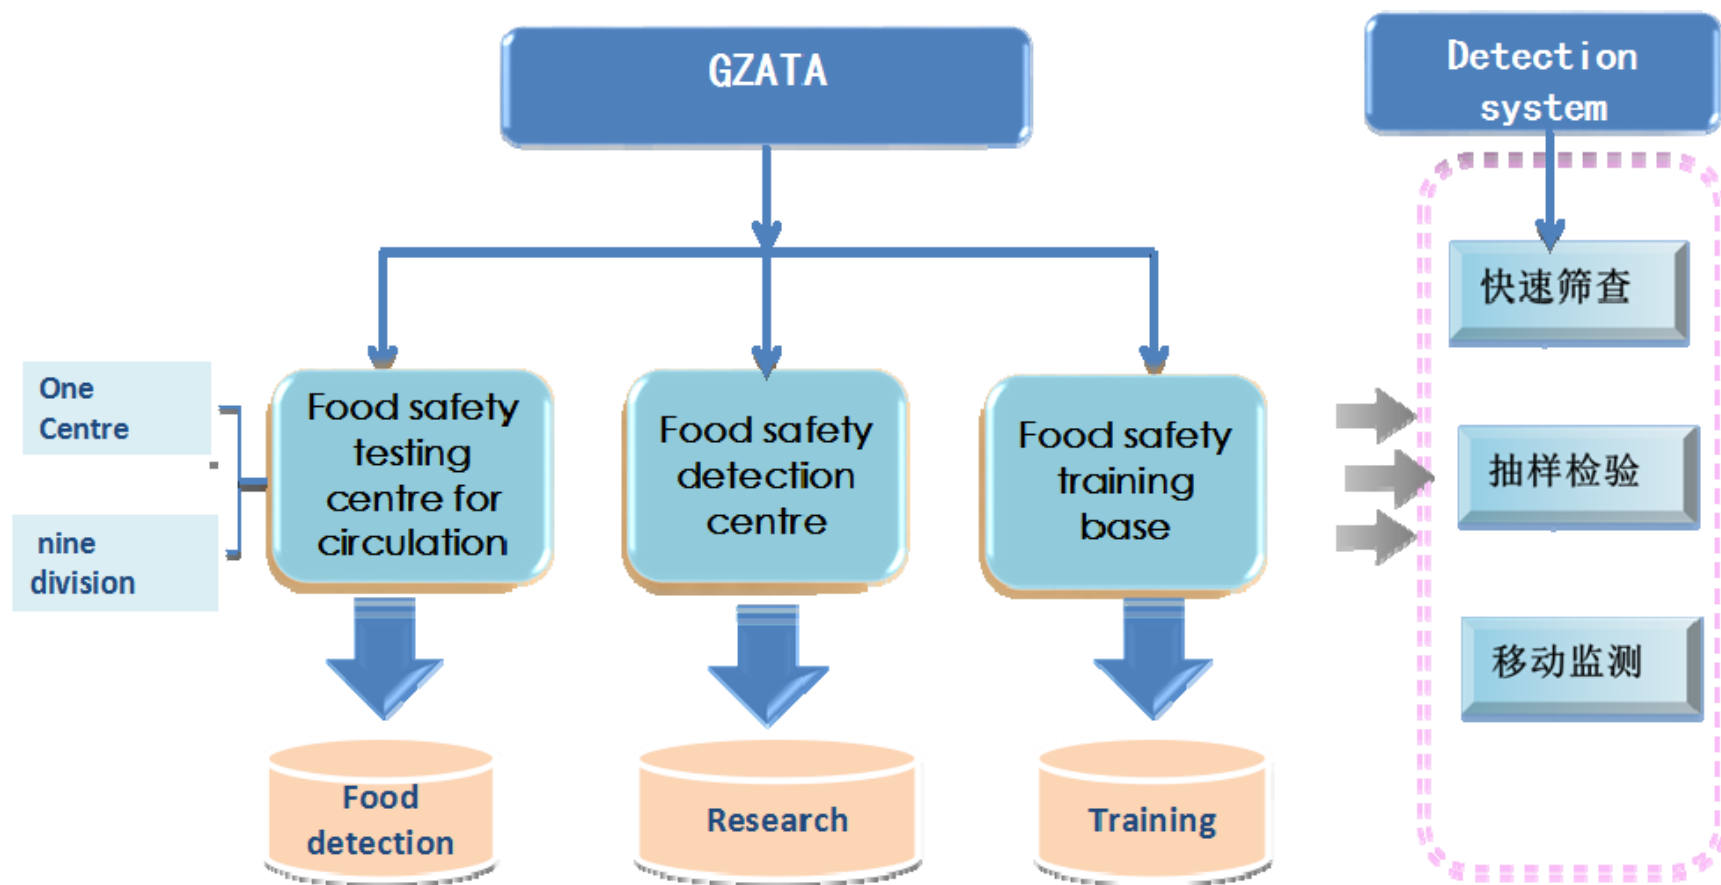 GZATA
Detection
system
One
Centre
nine
division
Food safety
testing
centre for
circulation
Food safety
detection
centre
Food safety
training
base
快速筛查
抽样检验
移动监测
Food
detection
Research
Training